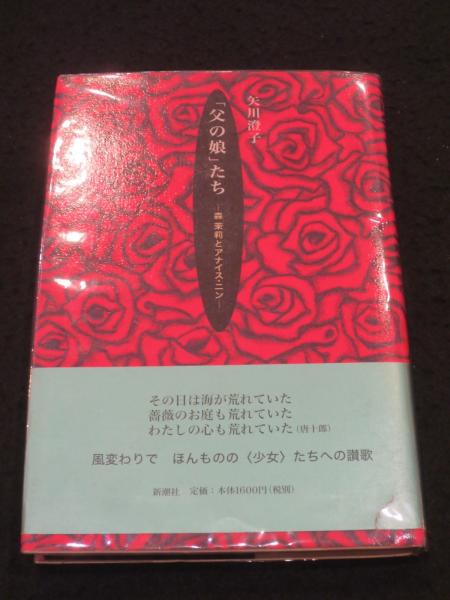 矢川澄子
「父の娘」たち
―森茉莉とアナイス・ニン―
その日は海が荒れていた
薔薇のお庭も荒れていた
わたしの心も荒れていた(唐十郎)
風変わりで ほんものの〈少女〉たちへの讃歌
新潮社 定価:本体1600円(税別)